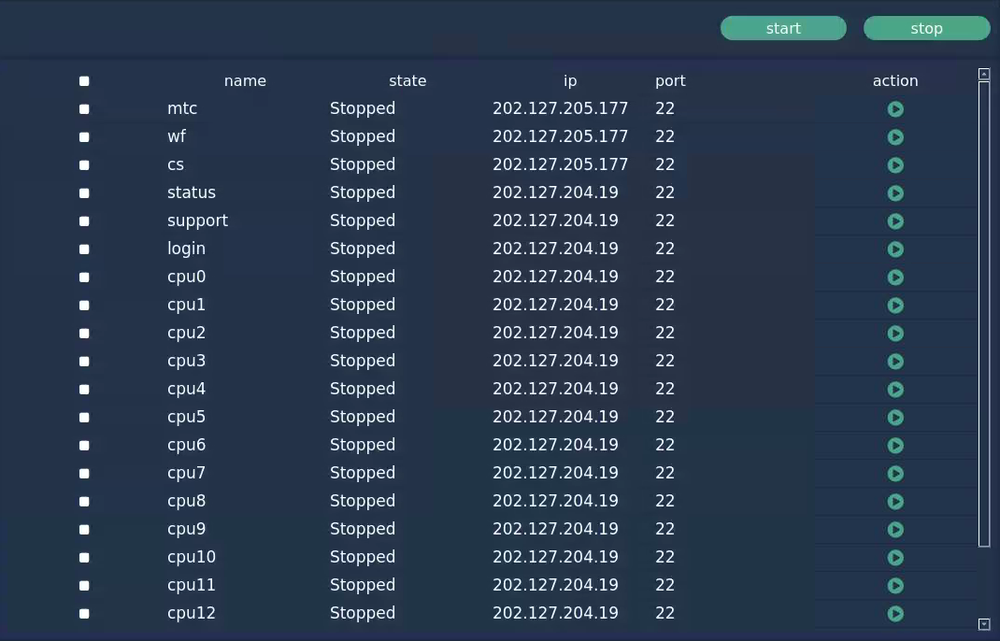 start stop
name state ip port action
mtc Stopped 202.127.205.177 22
wf Stopped 202.127.205.177 22
cs Stopped 202.127.205.177 22
status Stopped 202.127.204.19 22
support Stopped 202.127.204.19 22
login Stopped 202.127.204.19 22
cpu0 Stopped 202.127.204.19 22
cpu1 Stopped 202.127.204.19 22
cpu2 Stopped 202.127.204.19 22
cpu3 Stopped 202.127.204.19 22
cpu4 Stopped 202.127.204.19 22
cpu5 Stopped 202.127.204.19 22
cpu6 Stopped 202.127.204.19 22
cpu7 Stopped 202.127.204.19 22
cpu8 Stopped 202.127.204.19 22
cpu9 Stopped 202.127.204.19 22
cpu10 Stopped 202.127.204.19 22
cpu11 Stopped 202.127.204.19 22
cpu12 Stopped 202.127.204.19 22